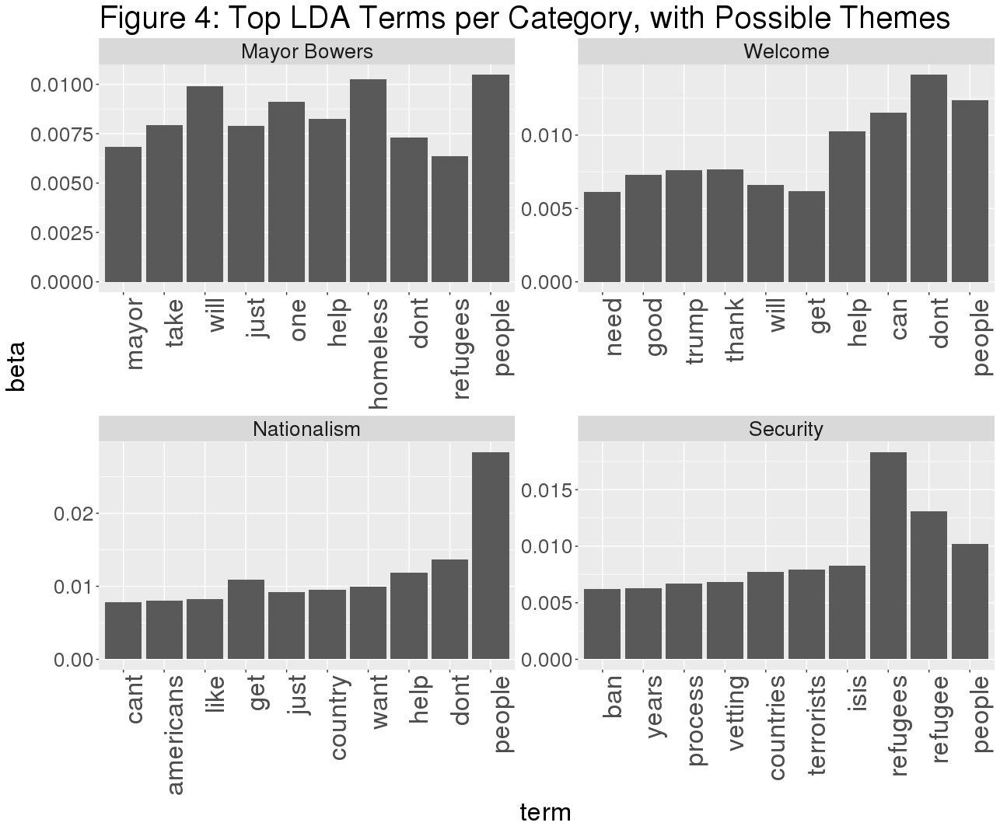 Figure 4: Top LDA Terms per Category, with Possible Themes
Mayor Bowers
0.0100
0.0075
0.0050
0.0025
0.0000
mayor
take
will
just
one
help
homeless
dont
refugees
people
Welcome
0.010
0.005
0.000
need
good
trump
thank
will
get
help
can
dont
people
beta
Nationalism
0.02
0.01
0.00
cant
americans
like
get
just
country
want
help
dont
people
Security
0.015
0.010
0.005
0.000
ban
years
process
vetting
countries
terrorists
isis
refugees
refugee
people
term